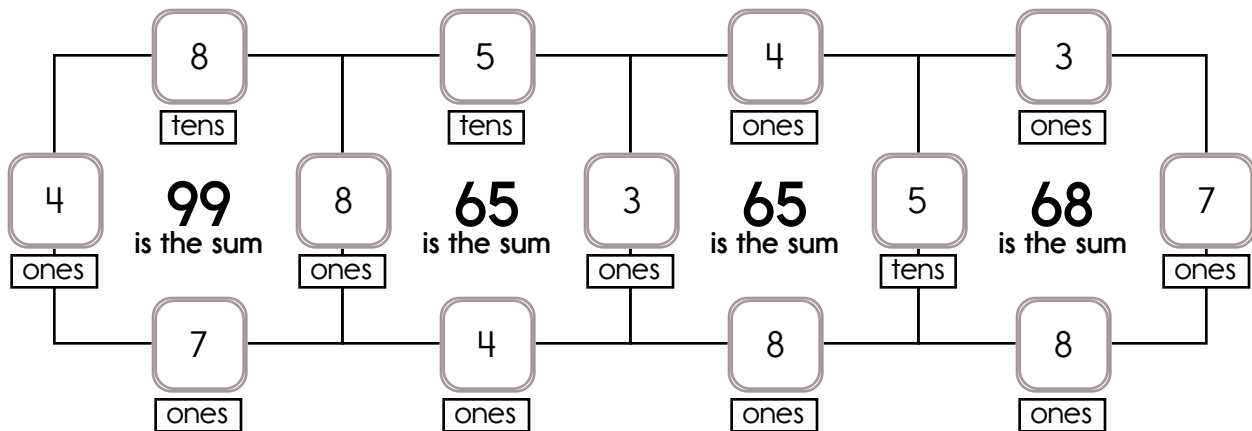 8 5 4 3
tens tens ones ones
4 99 8 65 3 65 5 68 7
is the sum is the sum is the sum is the sum
ones ones ones tens ones
7 4 8 8
ones ones ones ones